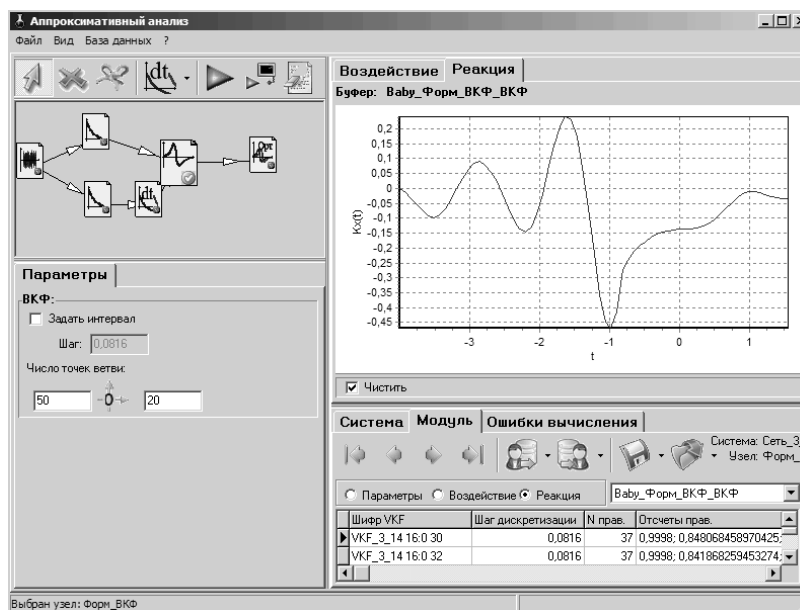 Аппроксимативный анализ
Файл Вид База данных ?
Воздействие Реакция
Буфер: Baby_Форм_ВКФ_ВКФ
0,2
0,15
0,1
0,05
0
-0,05
-0,1
-0,15
-0,2
-0,25
-0,3
-0,35
-0,4
-0,45
Kx(t)
-3 -2 -1 0 1
t
Чистить
Параметры
ВКФ:
Задать интервал
Шаг: 0,0816
Число точек ветви:
50 0 20
Система Модуль Ошибки вычисления
Система: Сеть_3_
Узел: Форм_
Параметры Воздействие Реакция Baby_Форм_ВКФ_ВКФ
Шифр VKF Шаг дискретизации N прав. Отсчеты прав.
VKF_3_14 16:0 30 0,0816 37 0,9998; 0,848068458970425;
VKF_3_14 16:0 32 0,0816 37 0,9998; 0,841868259453274;
Выбран узел: Форм_ВКФ